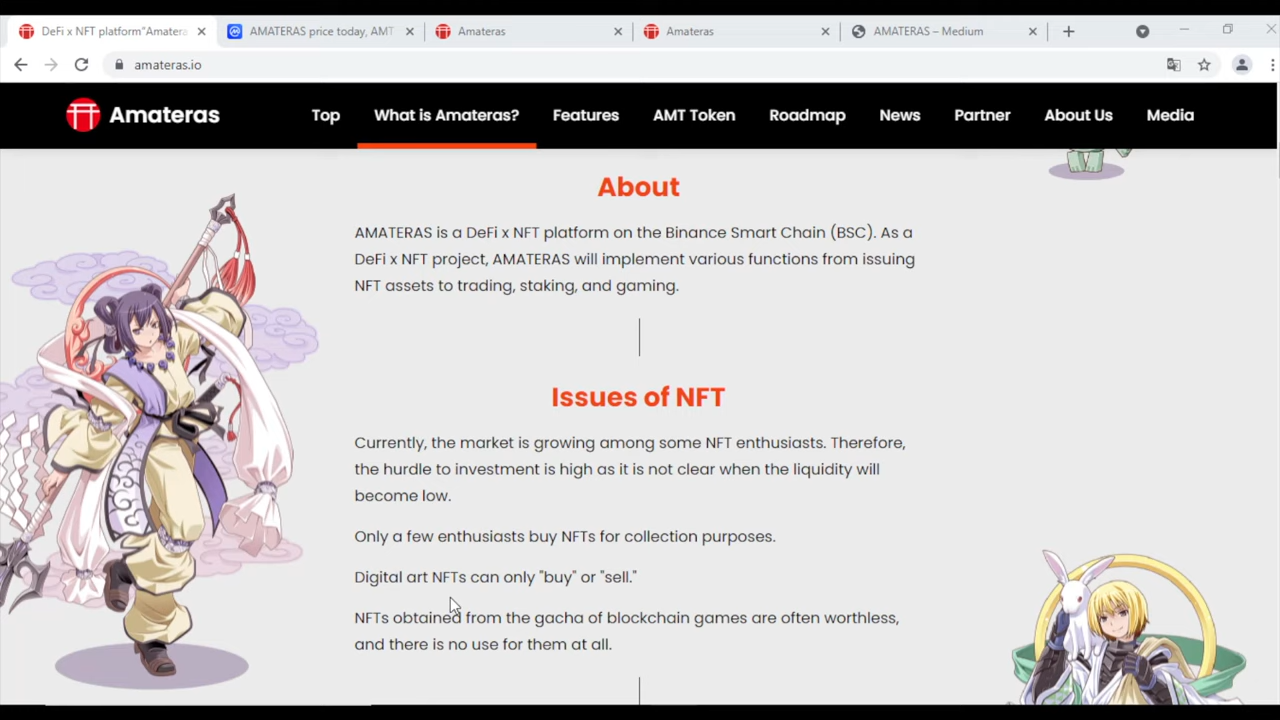 DeFi x NFT platform"Amatera
AMATERAS price today, AMT
Amateras
Amateras
AMATERAS – Medium
amateras.io
Amateras
Top
What is Amateras?
Features
AMT Token
Roadmap
News
Partner
About Us
Media
About
AMATERAS is a DeFi x NFT platform on the Binance Smart Chain (BSC). As a
DeFi x NFT project, AMATERAS will implement various functions from issuing
NFT assets to trading, staking, and gaming.
Issues of NFT
Currently, the market is growing among some NFT enthusiasts. Therefore,
the hurdle to investment is high as it is not clear when the liquidity will
become low.
Only a few enthusiasts buy NFTs for collection purposes.
Digital art NFTs can only "buy" or "sell."
NFTs obtained from the gacha of blockchain games are often worthless,
and there is no use for them at all.